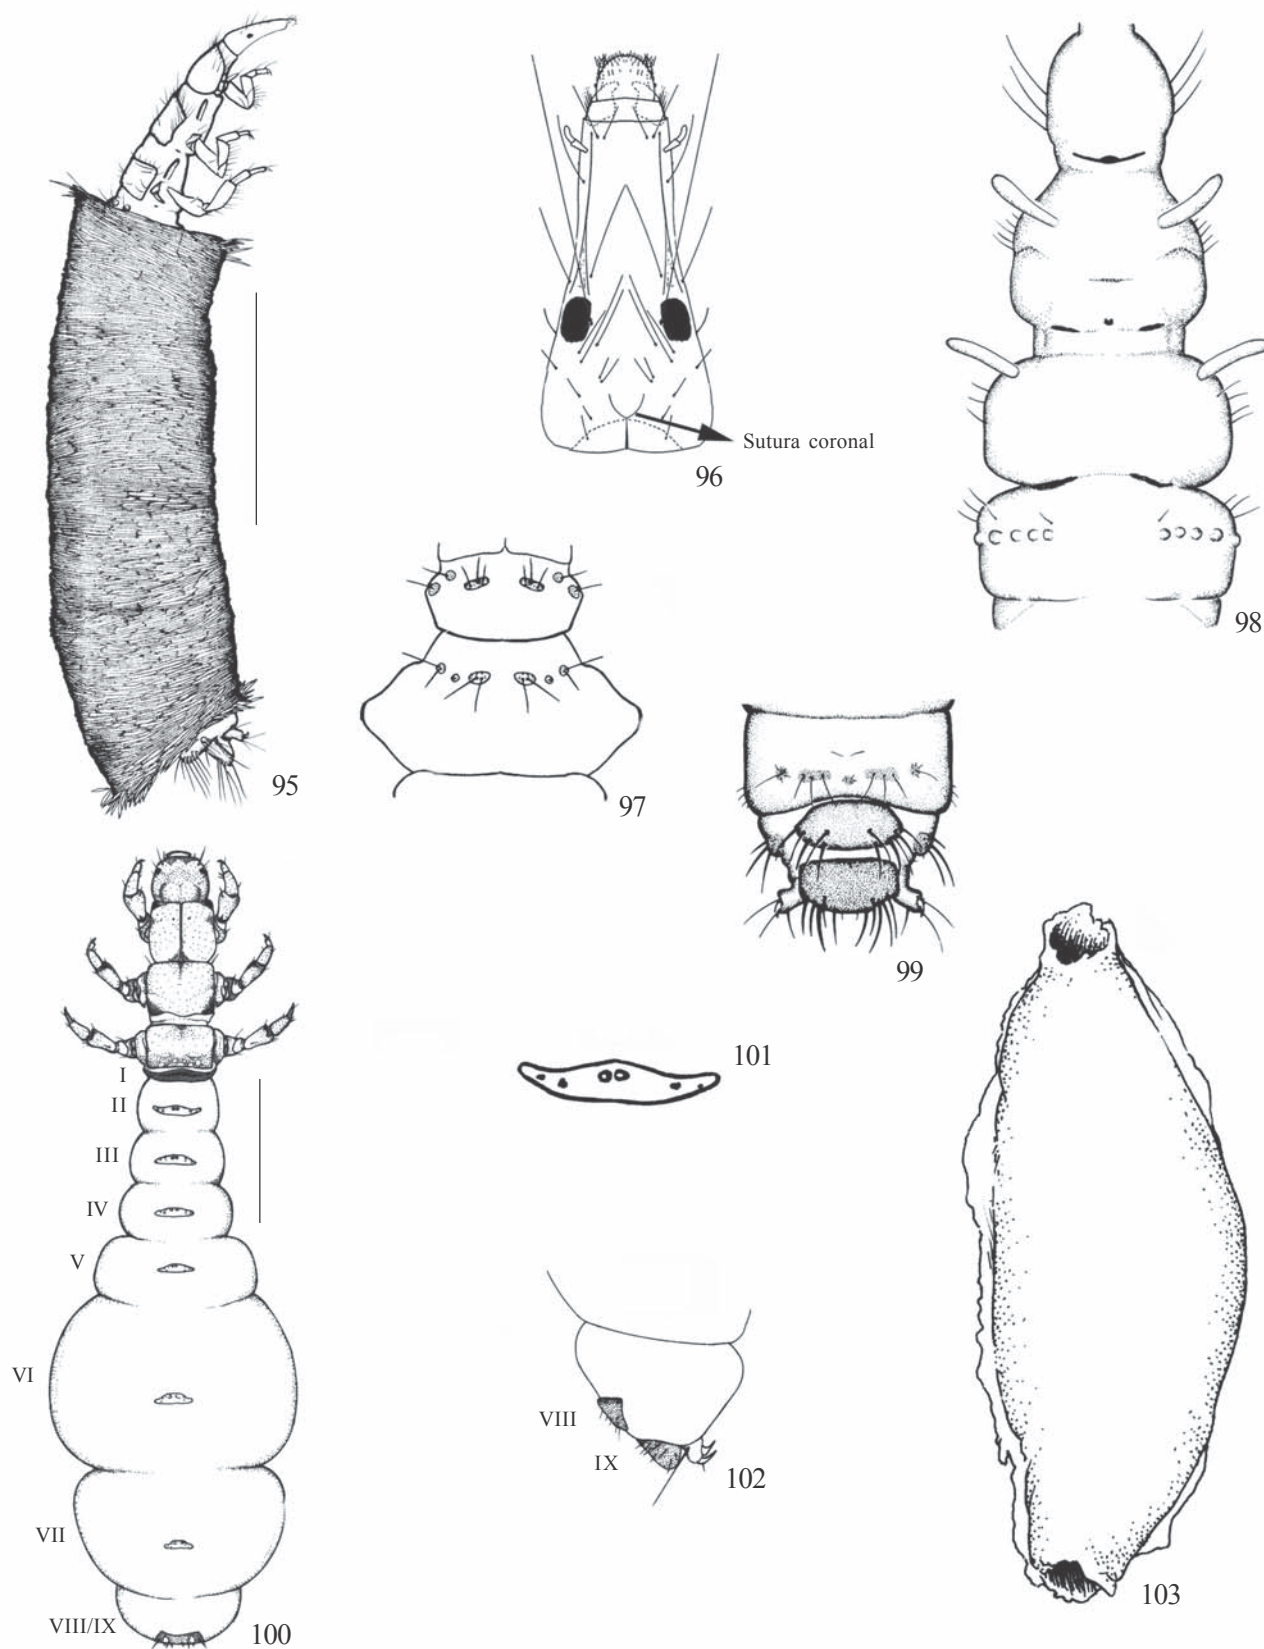 Sutura coronal
96
98
95
97
99
101
I
II
III
IV
V
VI
VII
VIII/IX
100
VIII
IX
102
103